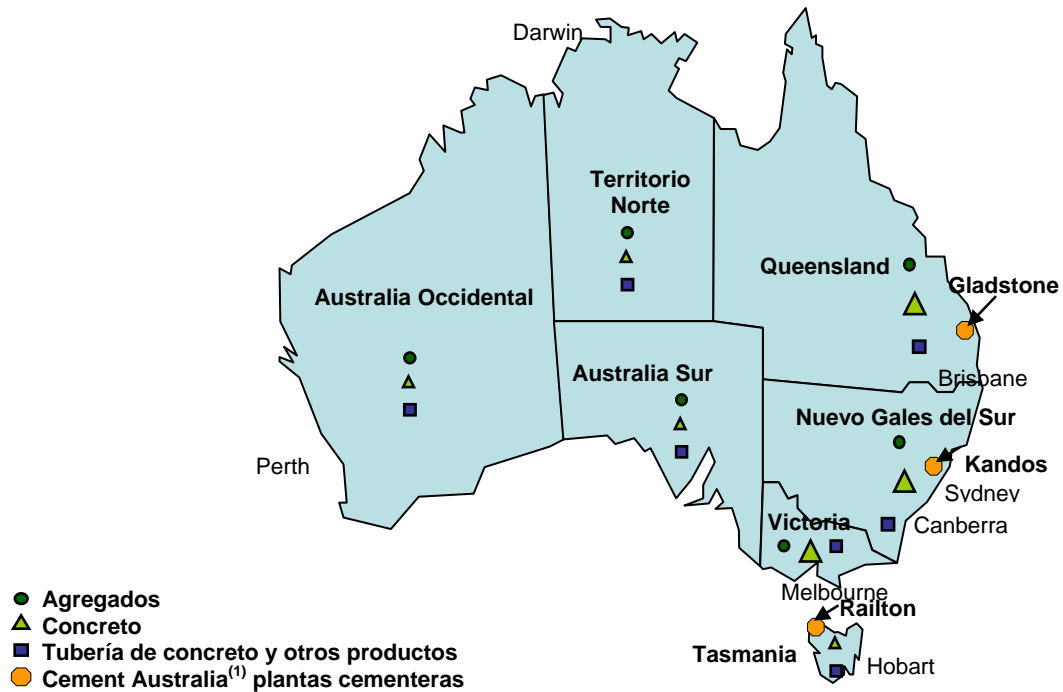 Darwin
Territorio
Norte
Queensland
Gladstone
Australia Occidental
Australia Sur
Brisbane
Nuevo Gales del Sur
Perth
Kandos
Sydney
Victoria
Canberra
Melbourne
Railton
Tasmania
Hobart
Agregados
Concreto
Tubería de concreto y otros productos
Cement Australia(1) plantas cementeras